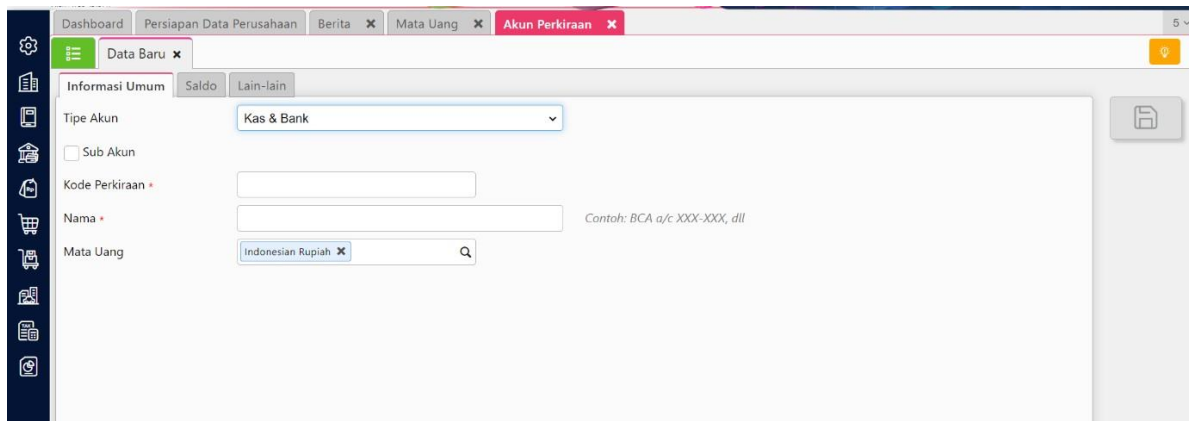 Dashboard Persiapan Data Perusahaan Berita Mata Uang Akun Perkiraan 5
Data Baru
Informasi Umum Saldo Lain-lain
Tipe Akun Kas & Bank
Sub Akun
Kode Perkiraan *
Nama * Contoh: BCA a/c XXX-XXX, dll
Mata Uang Indonesian Rupiah